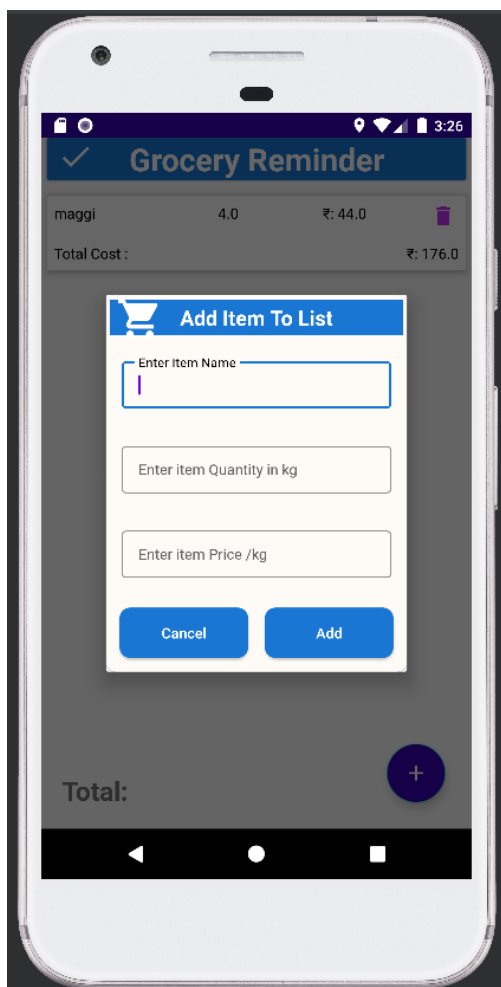 3:26
Grocery Reminder
maggi 4.0 ₹: 44.0
Total Cost : ₹: 176.0
Add Item To List
Enter Item Name
Enter item Quantity in kg
Enter item Price /kg
Cancel Add
+
Total: